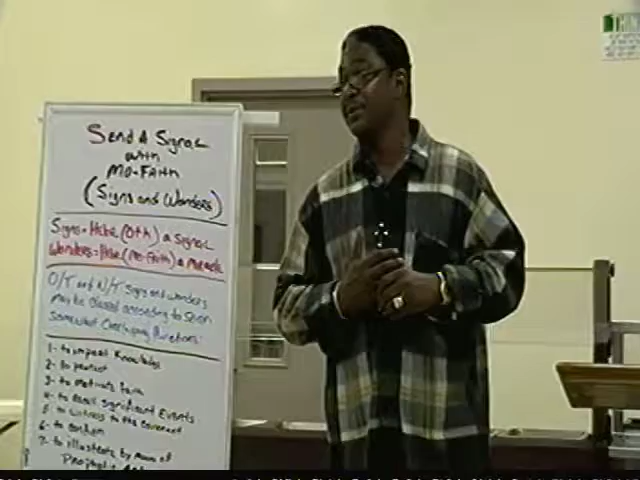 Send A Signal
with
Mo-Faith
(Signs and Wonders)
Signs = Hebr (Oth) a Signal
Wonders = Hebr (Mo-Faith) a Miracle
O/T and N/T Signs and wonders
may be classed according to Seven
Somewhat Overlapping functions:
1- to impart Knowledge
2- to protect
3- to motivate faith
4- to recall significant Events
5- to witness to the covenant
6- to confirm
7- to illustrate by means of
Prophetic